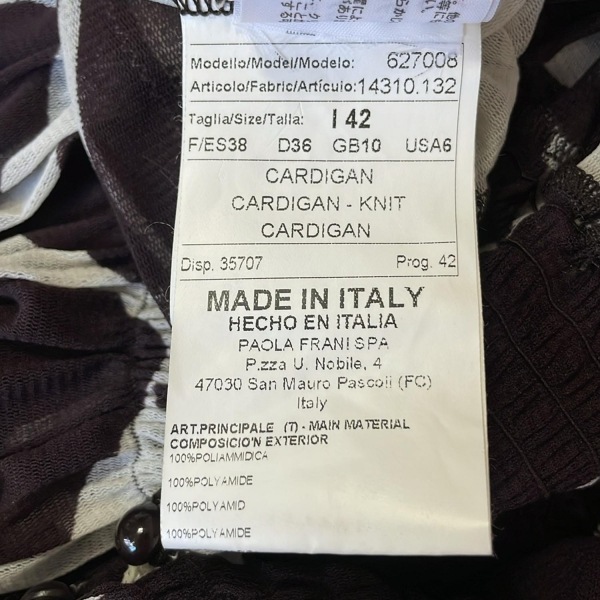 Modello/Model/Modelo: 627008
Articolo/Fabric/Artículo:14310.132
Taglia/Size/Talla: I 42
F/ES38 D36 GB10 USA6
CARDIGAN
CARDIGAN - KNIT
CARDIGAN
Disp. 35707 Prog. 42
MADE IN ITALY
HECHO EN ITALIA
PAOLA FRANI SPA
P.zza U. Nobile, 4
47030 San Mauro Pascoli (FC)
Italy
ART.PRINCIPALE (T) - MAIN MATERIAL
COMPOSICIO'N EXTERIOR
100%POLIAMMIDICA
100%POLYAMIDE
100%POLYAMID
100%POLYAMIDE